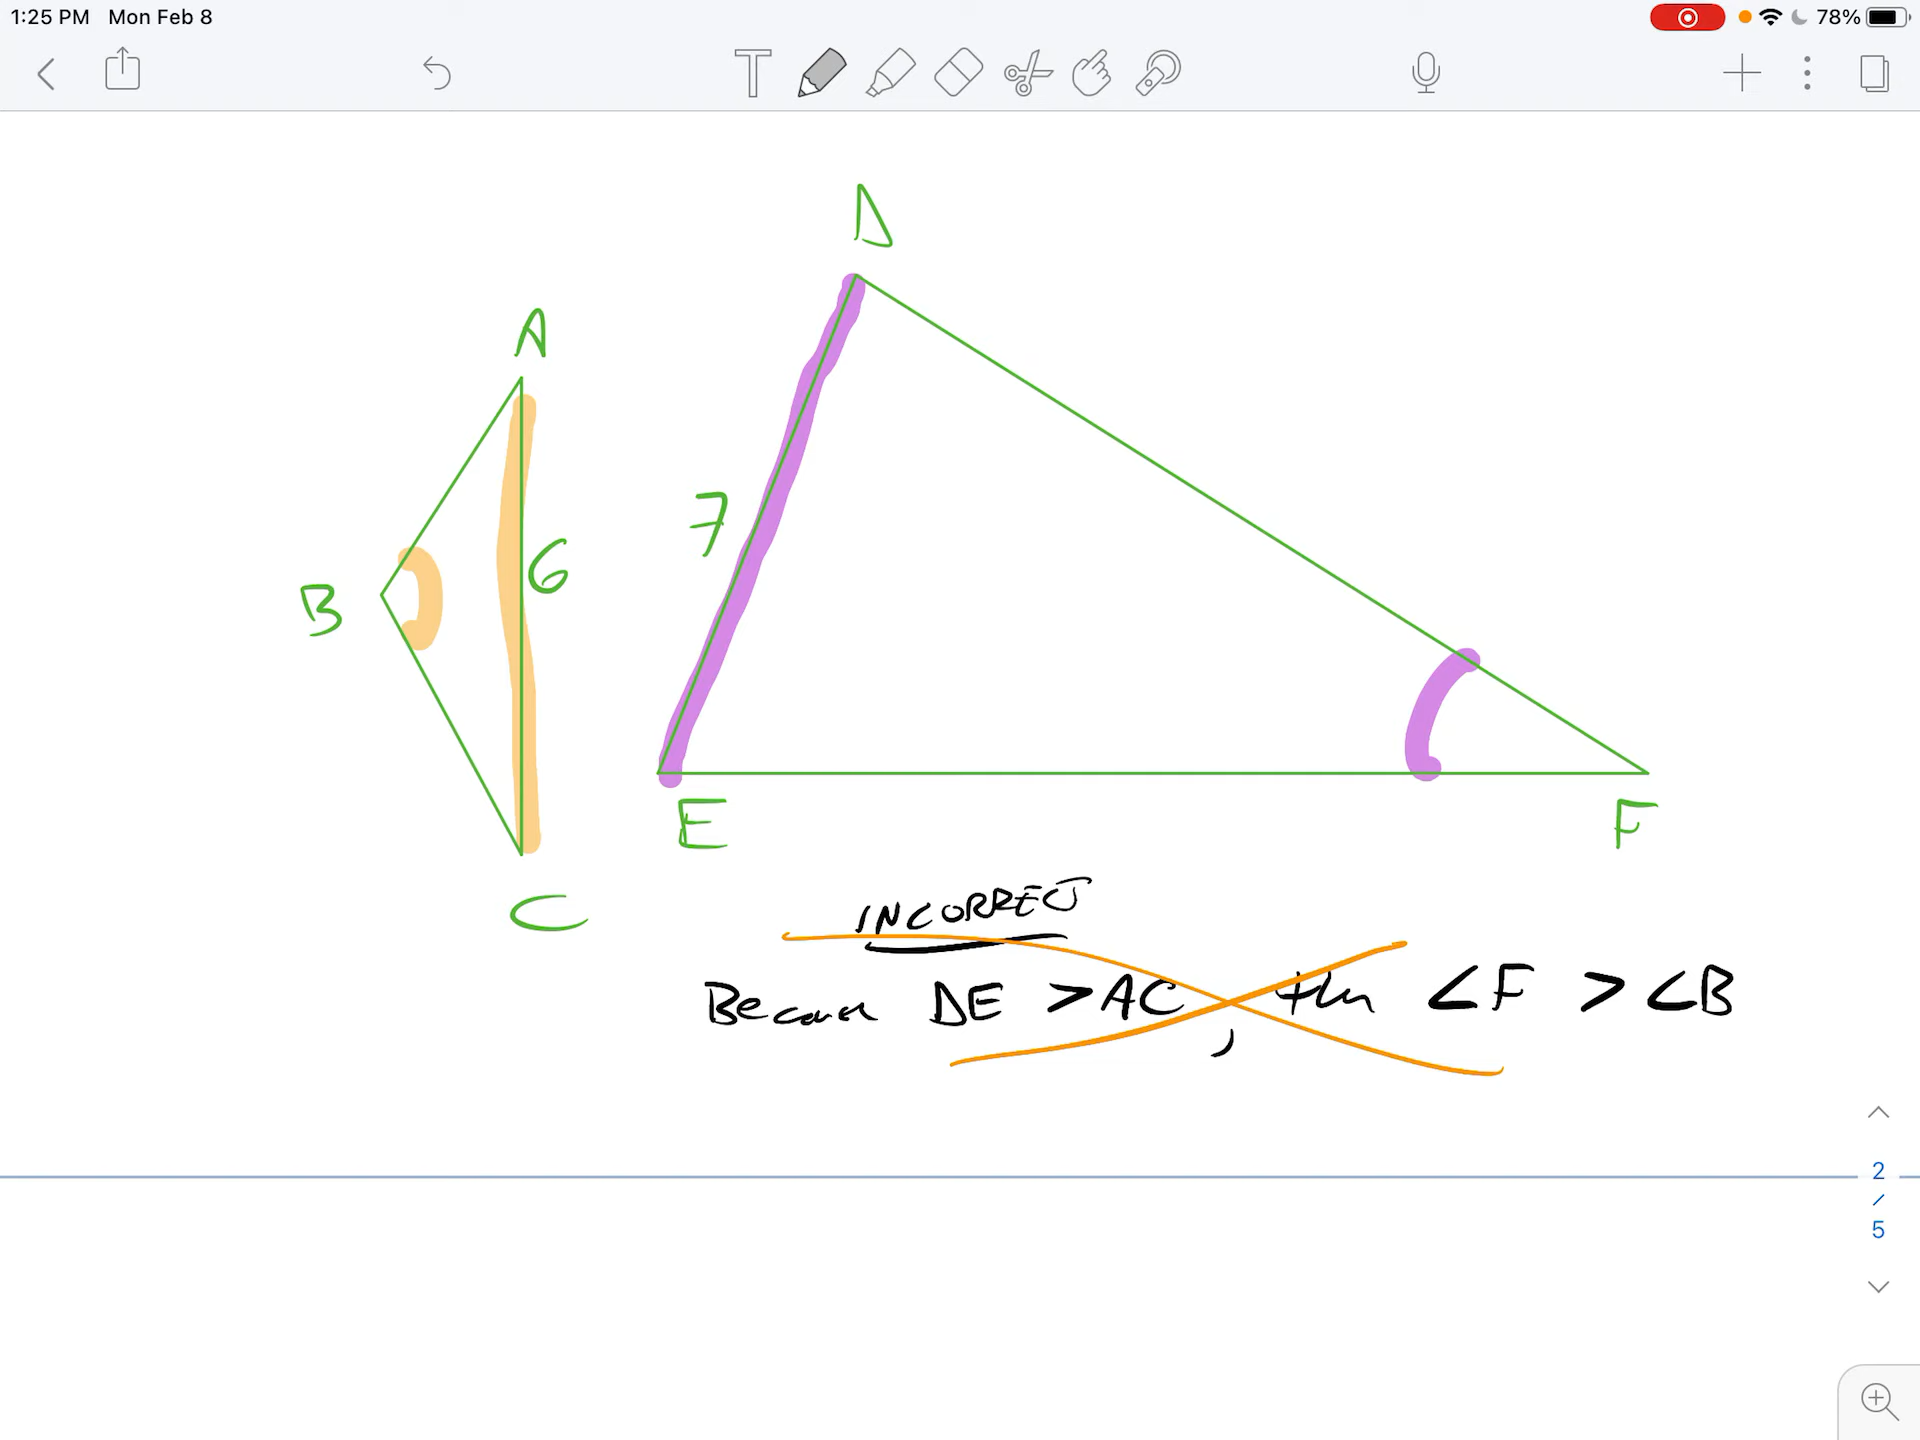 1:25 PM Mon Feb 8
78%
T
D
A
7
6
B
E
F
C
INCORRECT
Because DE > AC, then <F > <B
2
/
5